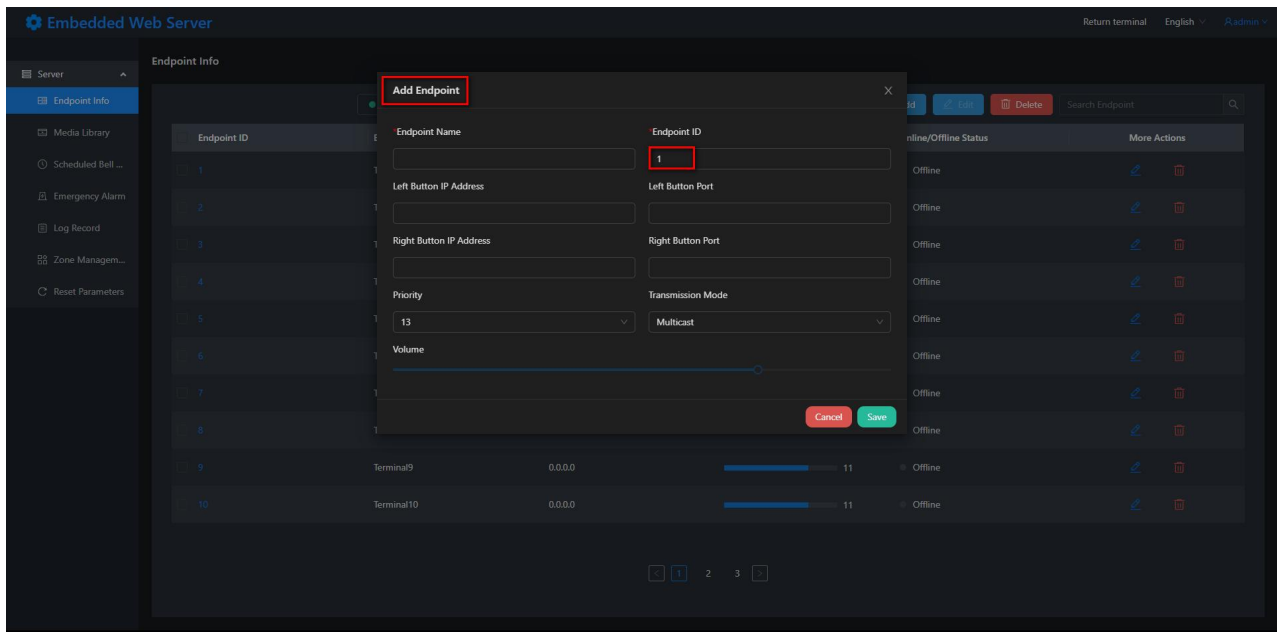 Embedded Web Server
Return terminal English admin
Endpoint Info
Server
Endpoint Info
Media Library
Scheduled Bell ...
Emergency Alarm
Log Record
Zone Managem...
Reset Parameters
Edit Delete Search Endpoint
Endpoint ID More Actions
1 Offline
2 Offline
3 Offline
4 Offline
5 Offline
6 Offline
7 Offline
8 Offline
9 Terminal9 0.0.0.0 11 Offline
10 Terminal10 0.0.0.0 11 Offline
1 2 3
Add Endpoint
*Endpoint Name *Endpoint ID
1
Left Button IP Address Left Button Port
Right Button IP Address Right Button Port
Priority Transmission Mode
13 Multicast
Volume
Cancel Save